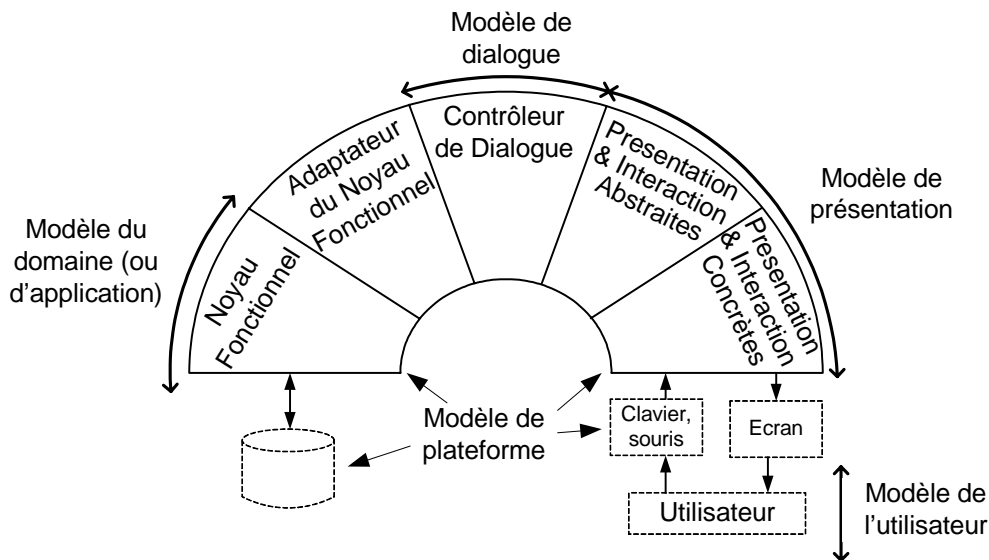 Modèle de
dialogue
Contrôleur
de Dialogue
Adaptateur
du Noyau
Fonctionnel
Presentation
& Interaction
Abstraites
Modèle de
présentation
Modèle du
domaine (ou
d'application)
Noyau
Fonctionnel
Presentation
& Interaction
Concrètes
Modèle de
plateforme
Clavier,
souris
Ecran
Utilisateur
Modèle de
l'utilisateur